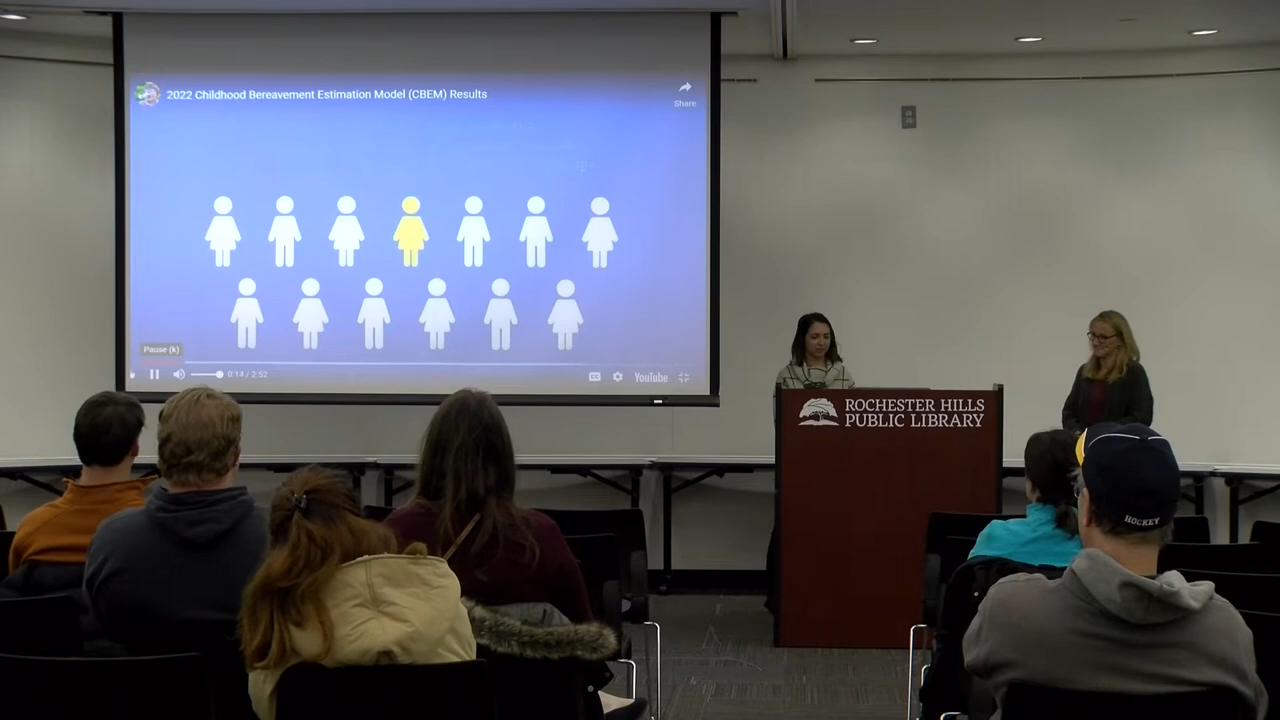 2022 Childhood Bereavement Estimation Model (CBEM) Results
Share
Pause (k)
0:14 / 2:52
CC
YouTube
ROCHESTER HILLS
PUBLIC LIBRARY
HOCKEY